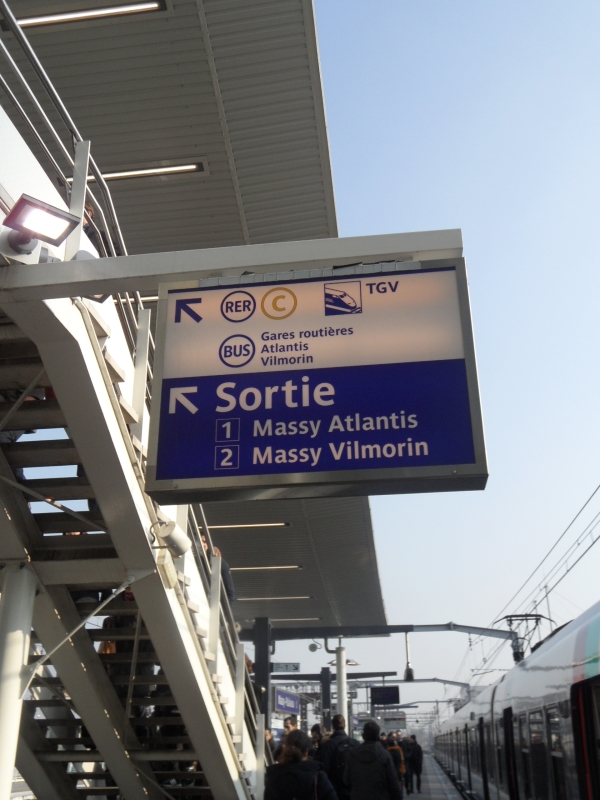 RER C TGV
BUS Gares routières
Atlantis
Vilmorin
Sortie
1 Massy Atlantis
2 Massy Vilmorin